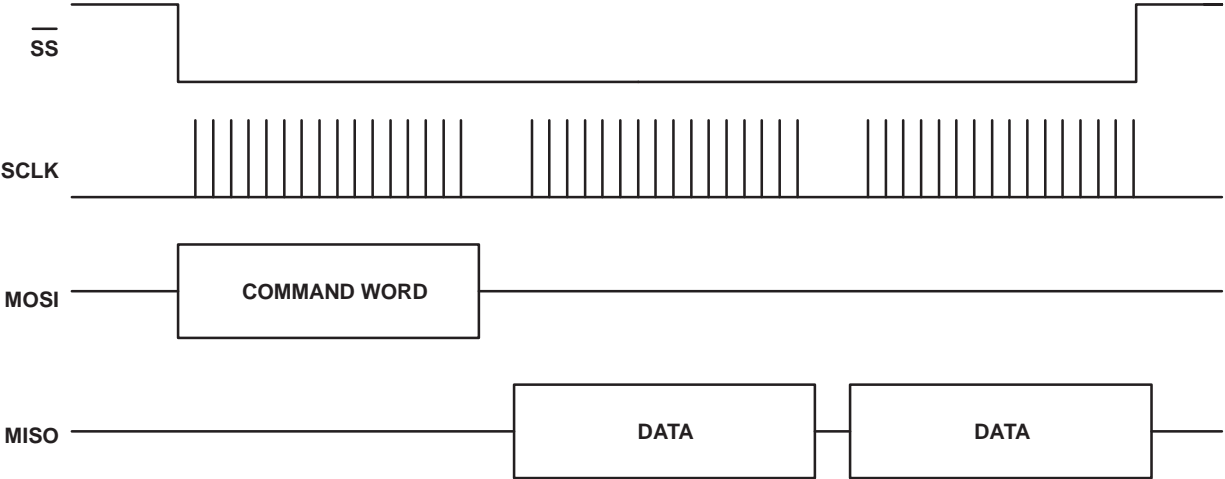 SS
SCLK
MOSI
COMMAND WORD
MISO
DATA
DATA